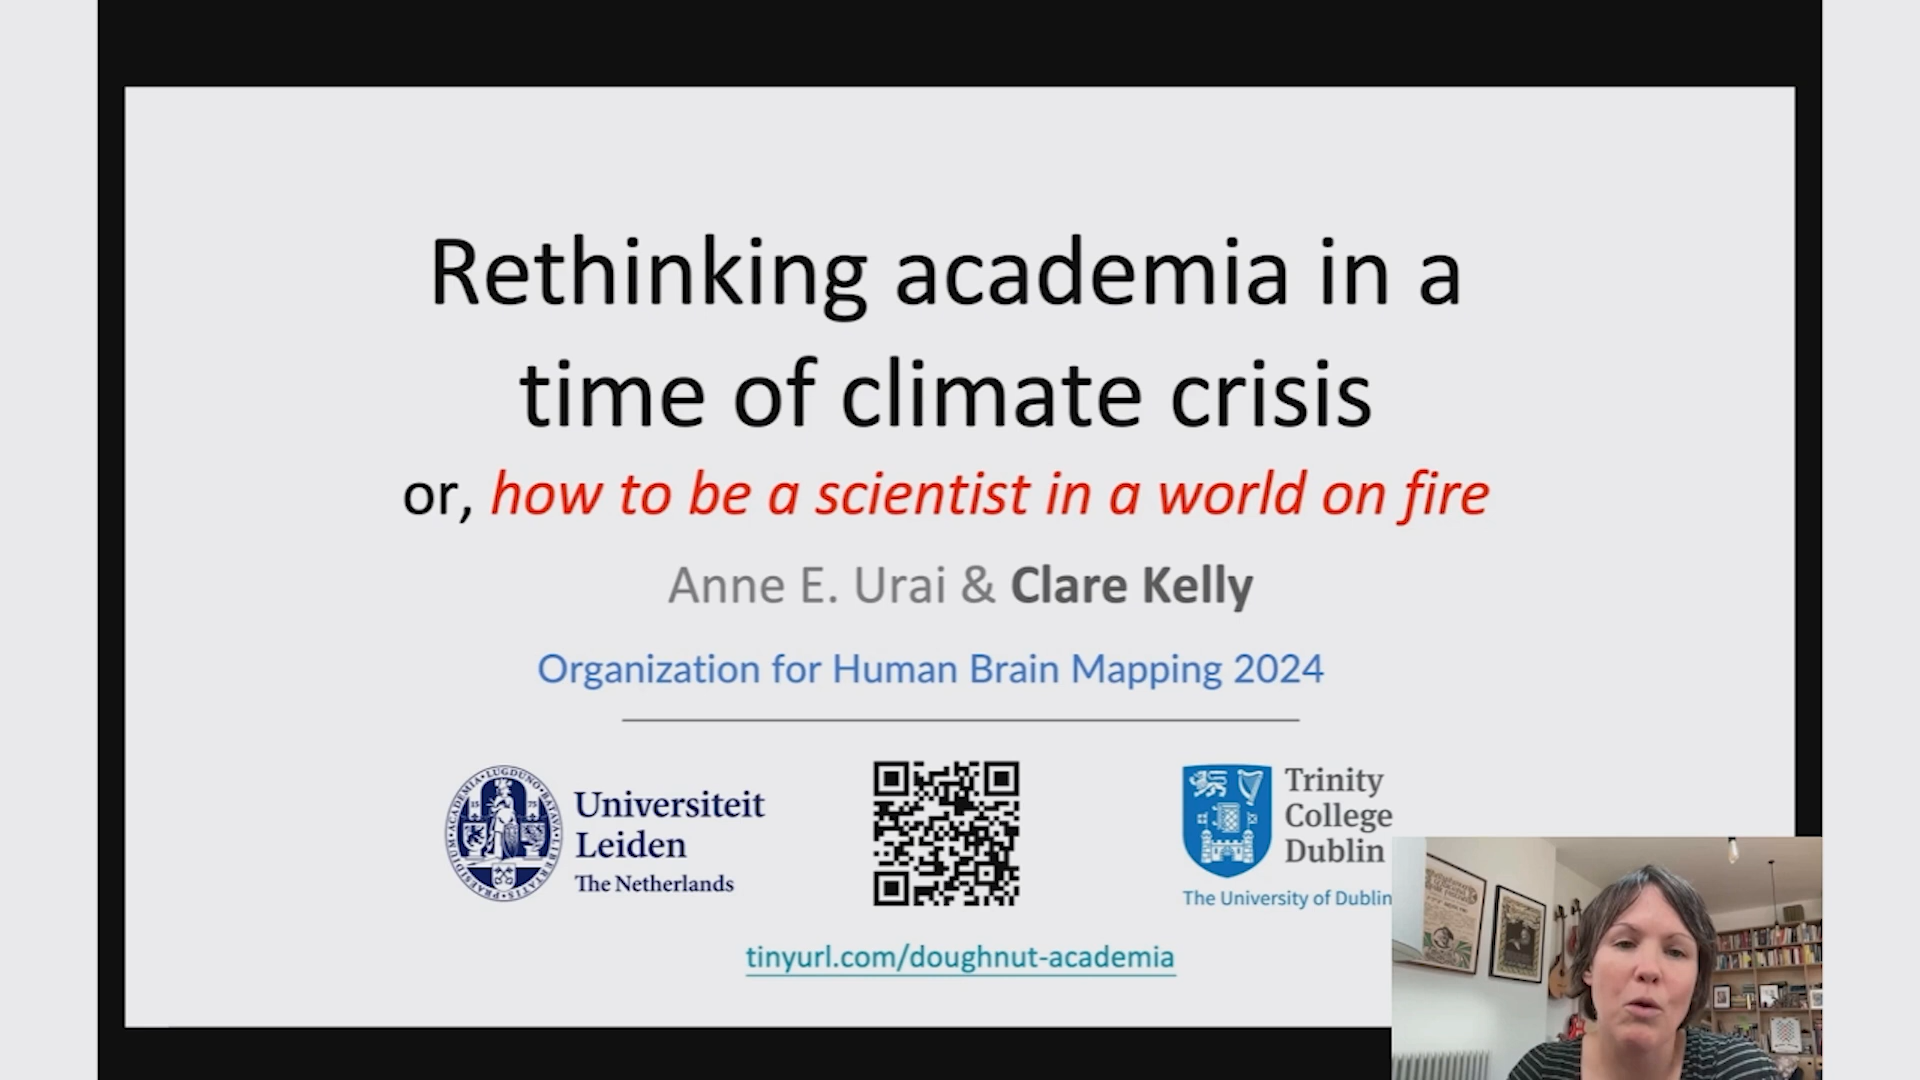 Rethinking academia in a
time of climate crisis
or, how to be a scientist in a world on fire
Anne E. Urai & Clare Kelly
Organization for Human Brain Mapping 2024
Universiteit
Leiden
The Netherlands
Trinity
College
Dublin
The University of Dublin
tinyurl.com/doughnut-academia